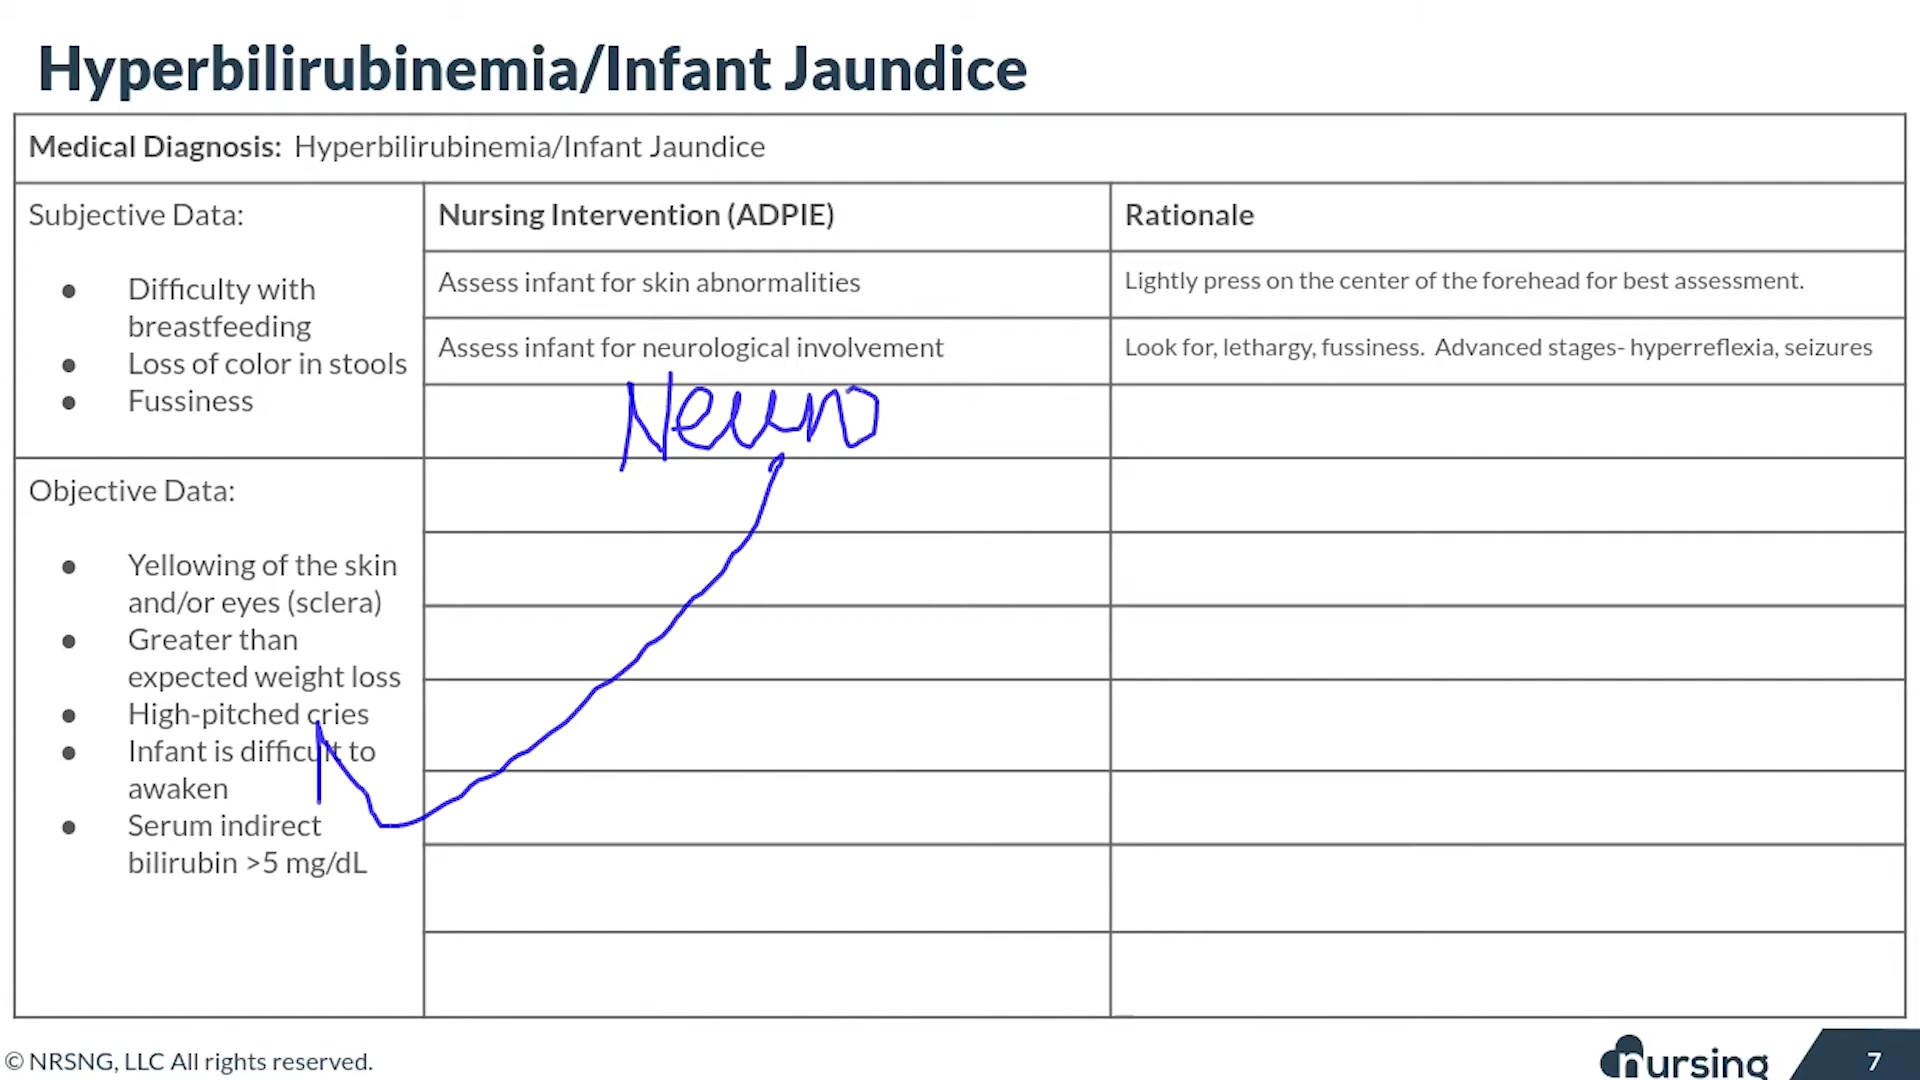 Hyperbilirubinemia/Infant Jaundice
Medical Diagnosis: Hyperbilirubinemia/Infant Jaundice
Subjective Data:
● Difficulty with
breastfeeding
● Loss of color in stools
● Fussiness
Nursing Intervention (ADPIE)
Rationale
Assess infant for skin abnormalities
Lightly press on the center of the forehead for best assessment.
Assess infant for neurological involvement
Look for, lethargy, fussiness. Advanced stages- hyperreflexia, seizures
Neuro
Objective Data:
● Yellowing of the skin
and/or eyes (sclera)
● Greater than
expected weight loss
● High-pitched cries
● Infant is difficult to
awaken
● Serum indirect
bilirubin >5 mg/dL
© NRSNG, LLC All rights reserved.
nursing
7